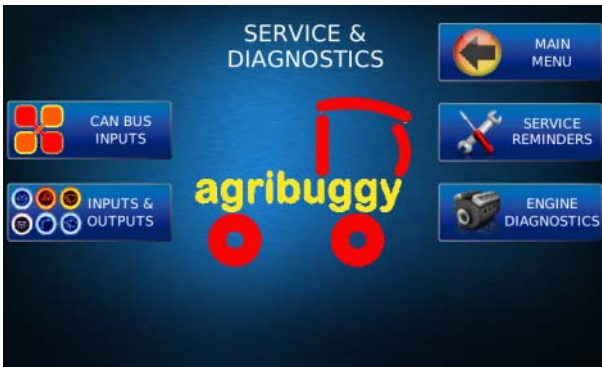 SERVICE &
DIAGNOSTICS
MAIN
MENU
CAN BUS
INPUTS
SERVICE
REMINDERS
agribuggy
INPUTS &
OUTPUTS
ENGINE
DIAGNOSTICS